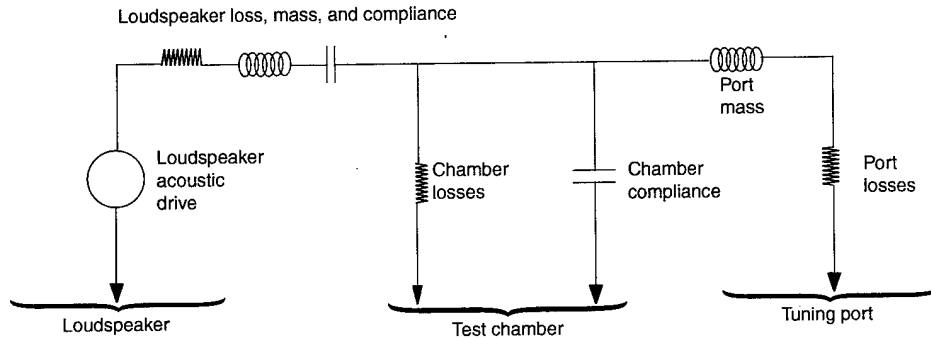 Loudspeaker loss, mass, and compliance
Port
mass
Loudspeaker
acoustic
drive
Chamber
losses
Chamber
compliance
Port
losses
Loudspeaker
Test chamber
Tuning port